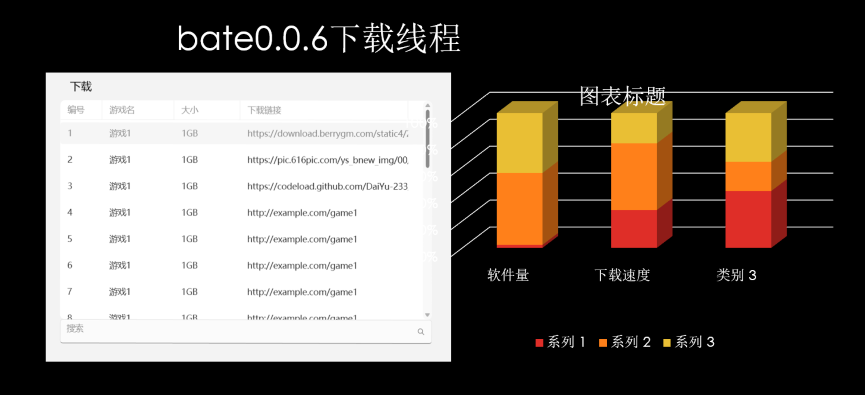 bate0.0.6下载线程
下载
编号 游戏名 大小 下载链接
1 游戏1 1GB https://download.berrygm.com/static4/
2 游戏1 1GB https://pic.616pic.com/ys_bnew_img/00,
3 游戏1 1GB https://codeload.github.com/DaiYu-233
4 游戏1 1GB http://example.com/game1
5 游戏1 1GB http://example.com/game1
6 游戏1 1GB http://example.com/game1
7 游戏1 1GB http://example.com/game1
8 游戏1 1GB http://example.com/game1
搜索
图表标题
%
%
%
%
%
%
软件量 下载速度 类别 3
系列 1 系列 2 系列 3